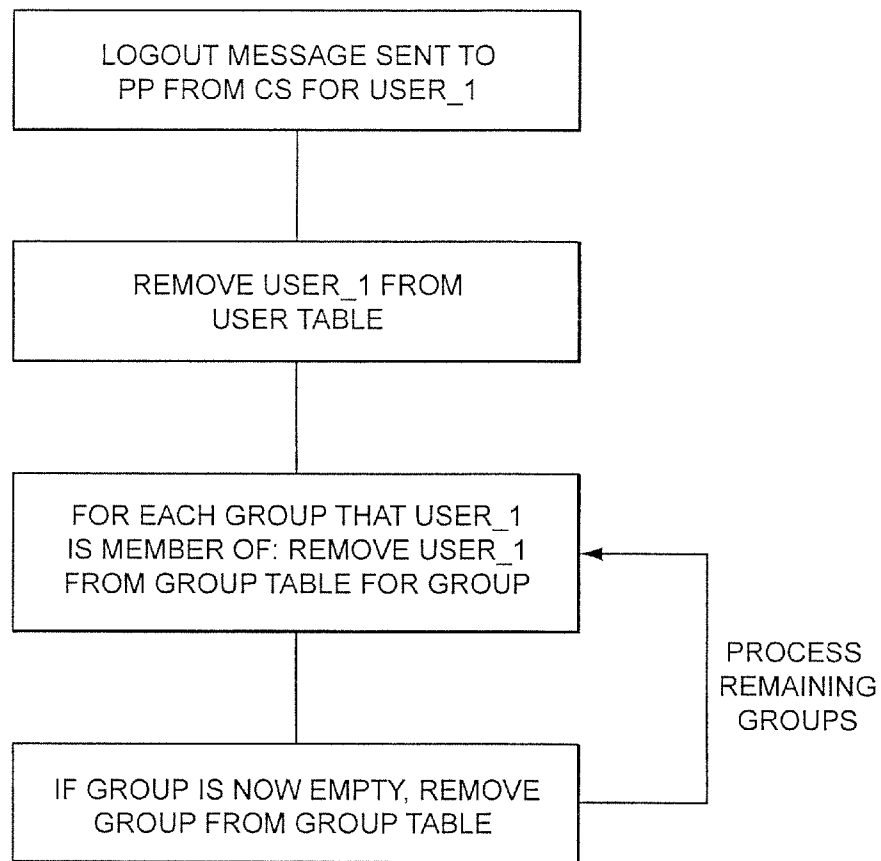 LOGOUT MESSAGE SENT TO
PP FROM CS FOR USER_1
REMOVE USER_1 FROM
USER TABLE
FOR EACH GROUP THAT USER_1
IS MEMBER OF: REMOVE USER_1
FROM GROUP TABLE FOR GROUP
PROCESS
REMAINING
GROUPS
IF GROUP IS NOW EMPTY, REMOVE
GROUP FROM GROUP TABLE